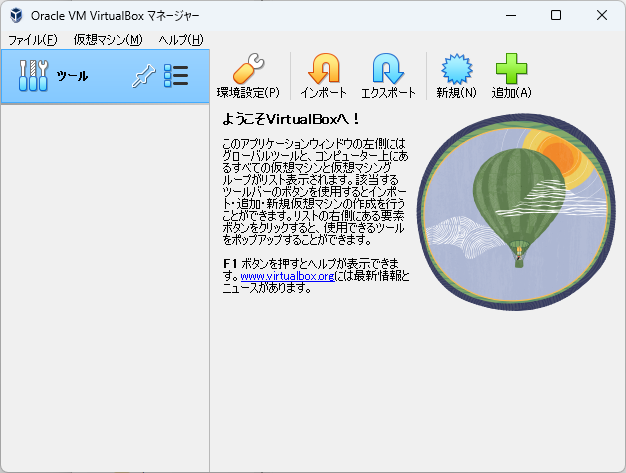 Oracle VM VirtualBox マネージャー
ファイル(F) 仮想マシン(M) ヘルプ(H)
ツール
環境設定(P) インポート エクスポート 新規(N) 追加(A)
ようこそVirtualBoxへ！
このアプリケーションウィンドウの左側には
グローバルツールと、コンピューター上にあ
るすべての仮想マシンと仮想マシング
ループがリスト表示されます。該当する
ツールバーのボタンを使用するとインポー
ト・追加・新規仮想マシンの作成を行う
ことができます。リストの右側にある要素
ボタンをクリックすると、使用できるツール
をポップアップすることができます。
F1 ボタンを押すとヘルプが表示できま
す。www.virtualbox.orgには最新情報と
ニュースがあります。